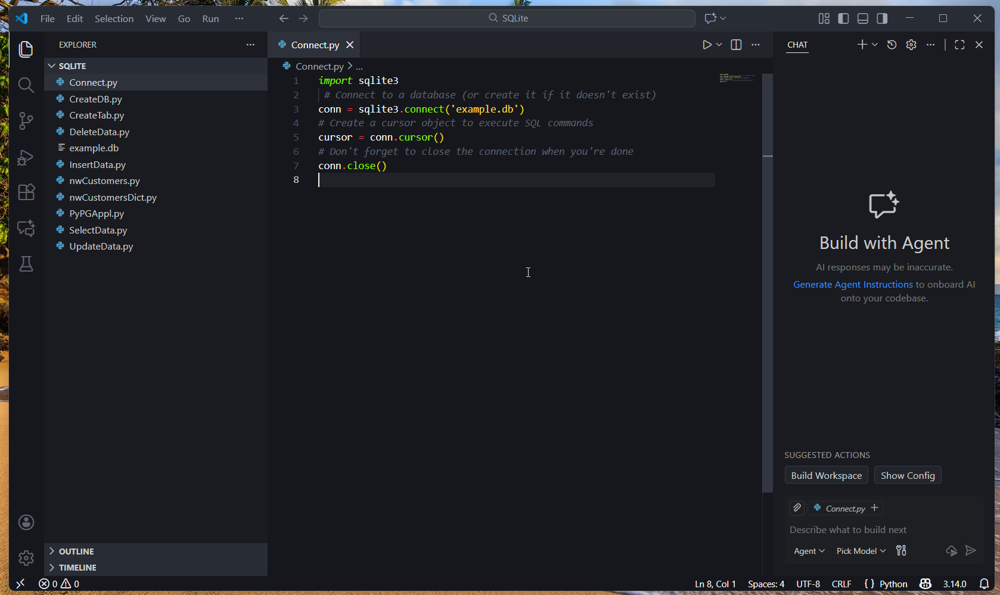 File Edit Selection View Go Run ...
SQLite
EXPLORER
SQLITE
Connect.py
CreateDB.py
CreateTab.py
DeleteData.py
example.db
InsertData.py
nwCustomers.py
nwCustomersDict.py
PyPGAppl.py
SelectData.py
UpdateData.py
OUTLINE
TIMELINE
Connect.py
Connect.py > ...
1 import sqlite3
2 # Connect to a database (or create it if it doesn't exist)
3 conn = sqlite3.connect('example.db')
4 # Create a cursor object to execute SQL commands
5 cursor = conn.cursor()
6 # Don't forget to close the connection when you're done
7 conn.close()
8
CHAT
Build with Agent
AI responses may be inaccurate.
Generate Agent Instructions to onboard AI
onto your codebase.
SUGGESTED ACTIONS
Build Workspace Show Config
Connect.py +
Describe what to build next
Agent Pick Model
0 0 Ln 8, Col 1 Spaces: 4 UTF-8 CRLF {} Python 3.14.0